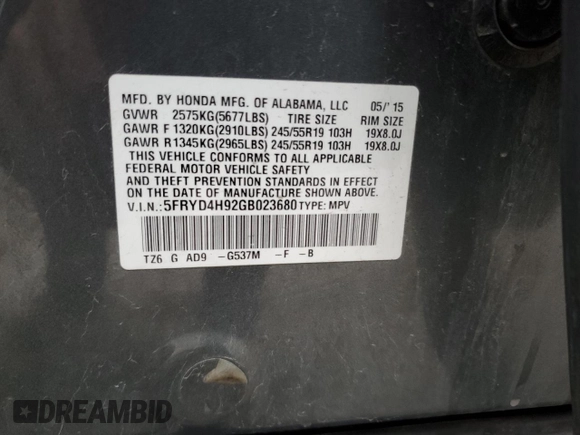 MFD. BY HONDA MFG. OF ALABAMA, LLC 05/'15
GVWR 2575KG(5677LBS) TIRE SIZE RIM SIZE
GAWR F 1320KG(2910LBS) 245/55R19 103H 19X8.0J
GAWR R 1345KG(2965LBS) 245/55R19 103H 19X8.0J
THIS VEHICLE CONFORMS TO ALL APPLICABLE
FEDERAL MOTOR VEHICLE SAFETY
AND THEFT PREVENTION STANDARDS IN EFFECT
ON THE DATE OF MANUFACTURE SHOWN ABOVE.
V.I.N.:5FRYD4H92GB023680 TYPE: MPV
TZ6 G AD9 -G537M -F -B
DREAMBID